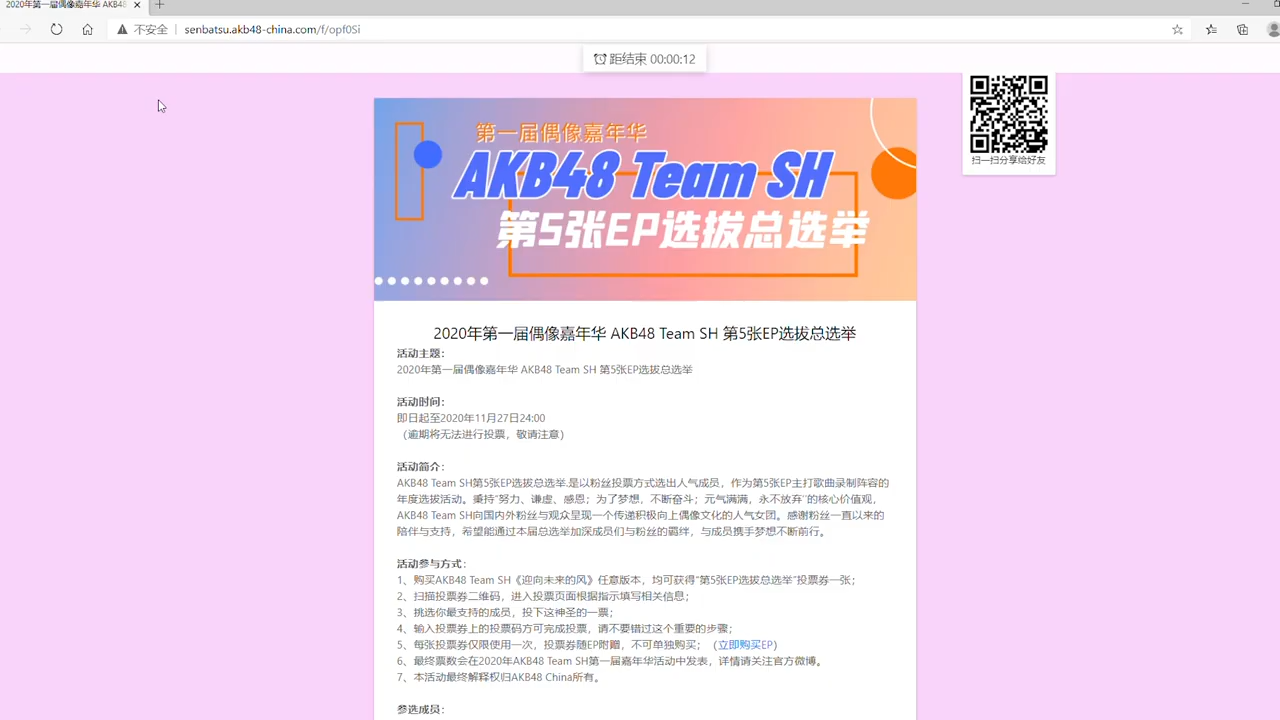 2020年第一届偶像嘉年华 AKB48
不安全
senbatsu.akb48-china.com/f/opf0Si
距结束 00:00:12
扫一扫分享给好友
第一届偶像嘉年华
AKB48 Team SH
第5张EP选拔总选举
2020年第一届偶像嘉年华 AKB48 Team SH 第5张EP选拔总选举
活动主题：
2020年第一届偶像嘉年华 AKB48 Team SH 第5张EP选拔总选举
活动时间：
即日起至2020年11月27日24:00
（逾期将无法进行投票，敬请注意）
活动简介：
AKB48 Team SH第5张EP选拔总选举,是以粉丝投票方式选出人气成员，作为第5张EP主打歌曲录制阵容的
年度选拔活动。秉持“努力、谦虚、感恩；为了梦想，不断奋斗；元气满满，永不放弃”的核心价值观，
AKB48 Team SH向国内外粉丝与观众呈现一个传递积极向上偶像文化的人气女团。感谢粉丝一直以来的
陪伴与支持，希望能通过本届总选举加深成员们与粉丝的羁绊，与成员携手梦想不断前行。
活动参与方式：
1、购买AKB48 Team SH《迎向未来的风》任意版本，均可获得“第5张EP选拔总选举”投票券一张；
2、扫描投票券二维码，进入投票页面根据指示填写相关信息；
3、挑选你最支持的成员，投下这神圣的一票；
4、输入投票券上的投票码方可完成投票，请不要错过这个重要的步骤；
5、每张投票券仅限使用一次，投票券随EP附赠，不可单独购买；（立即购买EP）
6、最终票数会在2020年AKB48 Team SH第一届嘉年华活动中发表，详情请关注官方微博。
7、本活动最终解释权归AKB48 China所有。
参选成员：